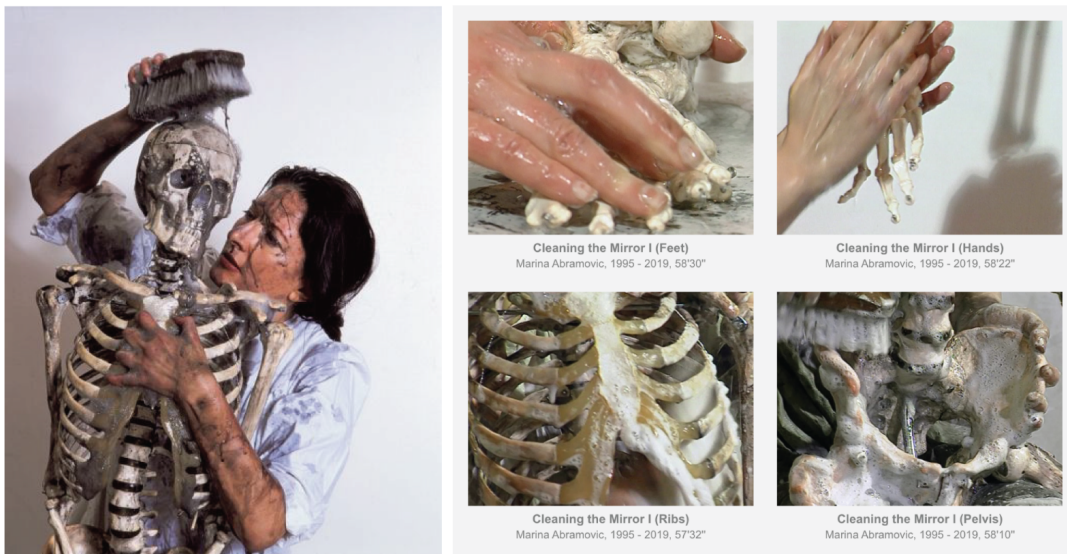 Cleaning the Mirror I (Feet)
Marina Abramovic, 1995 - 2019, 58'30"
Cleaning the Mirror I (Hands)
Marina Abramovic, 1995 - 2019, 58'22"
Cleaning the Mirror I (Ribs)
Marina Abramovic, 1995 - 2019, 57'32"
Cleaning the Mirror I (Pelvis)
Marina Abramovic, 1995 - 2019, 58'10"